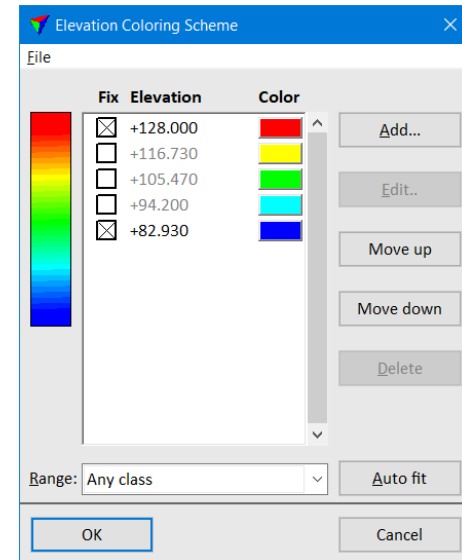 Elevation Coloring Scheme
File
Fix Elevation Color
+128.000
+116.730
+105.470
+94.200
+82.930
Add...
Edit..
Move up
Move down
Delete
Range: Any class
Auto fit
OK
Cancel